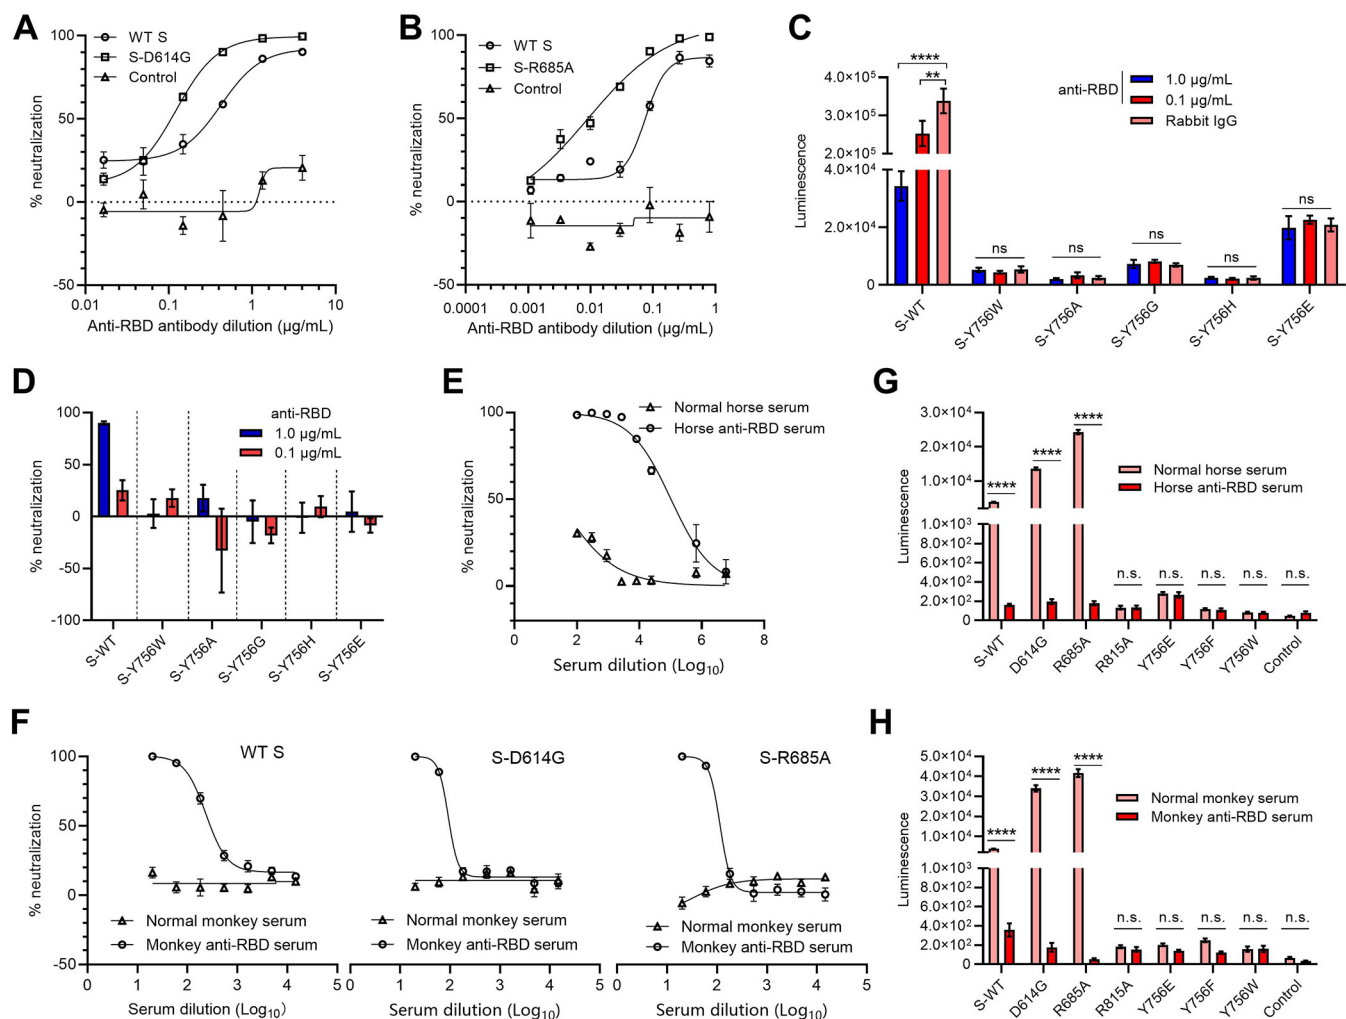 A
WT S
S-D614G
Control
% neutralization
100
50
0
-50
0.01
0.1
1
10
Anti-RBD antibody dilution (µg/mL)
B
WT S
S-R685A
Control
% neutralization
100
50
0
-50
0.0001
0.001
0.01
0.1
1
Anti-RBD antibody dilution (µg/mL)
C
anti-RBD
1.0 µg/mL
0.1 µg/mL
Rabbit IgG
****
**
Luminescence
4.0×10⁵
3.0×10⁵
2.0×10⁵
4.0×10⁴
2.0×10⁴
0
ns
ns
ns
ns
ns
S-WT
S-Y756W
S-Y756A
S-Y756G
S-Y756H
S-Y756E
D
anti-RBD
1.0 µg/mL
0.1 µg/mL
% neutralization
100
50
0
-50
-100
S-WT
S-Y756W
S-Y756A
S-Y756G
S-Y756H
S-Y756E
E
Normal horse serum
Horse anti-RBD serum
% neutralization
100
50
0
0
2
4
6
8
Serum dilution (Log₁₀)
G
Normal horse serum
Horse anti-RBD serum
Luminescence
3.0×10⁴
2.0×10⁴
1.0×10⁴
1.0×10³
8.0×10²
6.0×10²
4.0×10²
2.0×10²
0
****
****
****
n.s.
n.s.
n.s.
n.s.
n.s.
S-WT
D614G
R685A
R815A
Y756E
Y756F
Y756W
Control
F
% neutralization
100
50
0
-50
WT S
Normal monkey serum
Monkey anti-RBD serum
0
1
2
3
4
5
Serum dilution (Log₁₀)
S-D614G
Normal monkey serum
Monkey anti-RBD serum
0
1
2
3
4
5
Serum dilution (Log₁₀)
S-R685A
Normal monkey serum
Monkey anti-RBD serum
0
1
2
3
4
5
Serum dilution (Log₁₀)
H
Normal monkey serum
Monkey anti-RBD serum
Luminescence
5.0×10⁴
4.0×10⁴
3.0×10⁴
2.0×10⁴
1.0×10⁴
1.0×10³
8.0×10²
6.0×10²
4.0×10²
2.0×10²
0
****
****
****
n.s.
n.s.
n.s.
n.s.
n.s.
S-WT
D614G
R685A
R815A
Y756E
Y756F
Y756W
Control